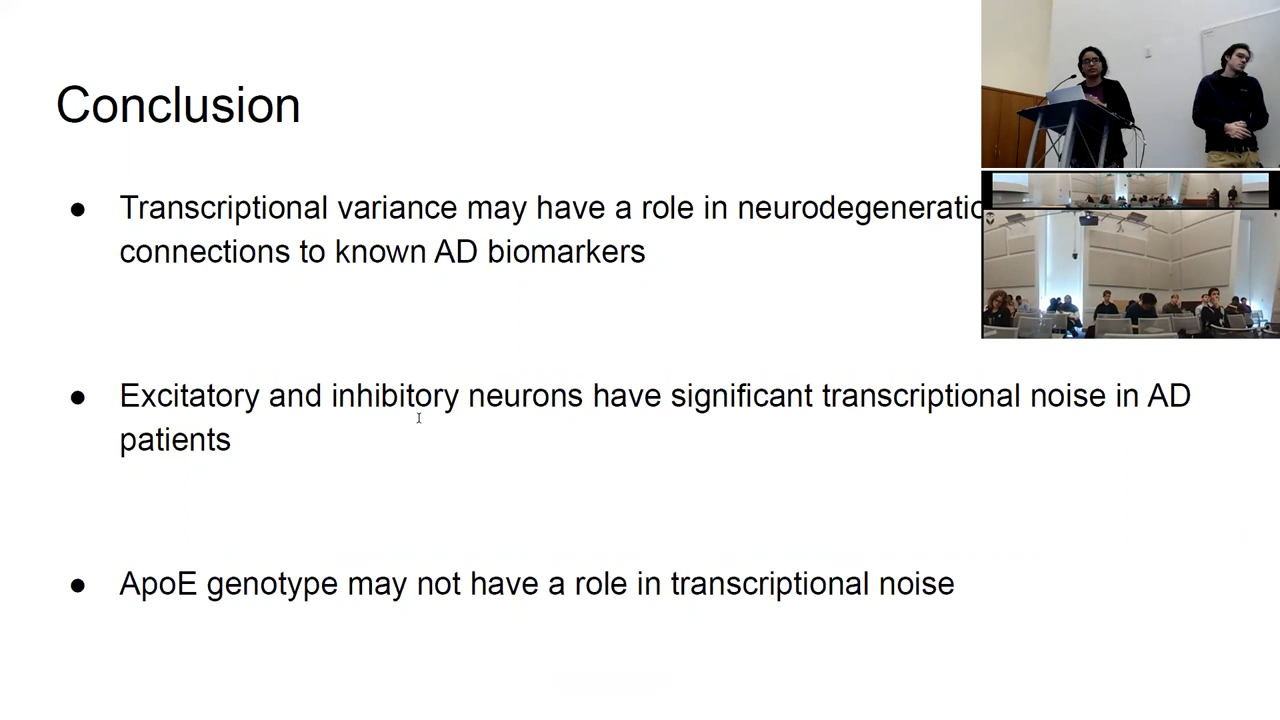 Conclusion
● Transcriptional variance may have a role in
connections to known AD biomarkers
● Excitatory and inhibitory neurons have significant transcriptional noise in AD
patients
● ApoE genotype may not have a role in transcriptional noise